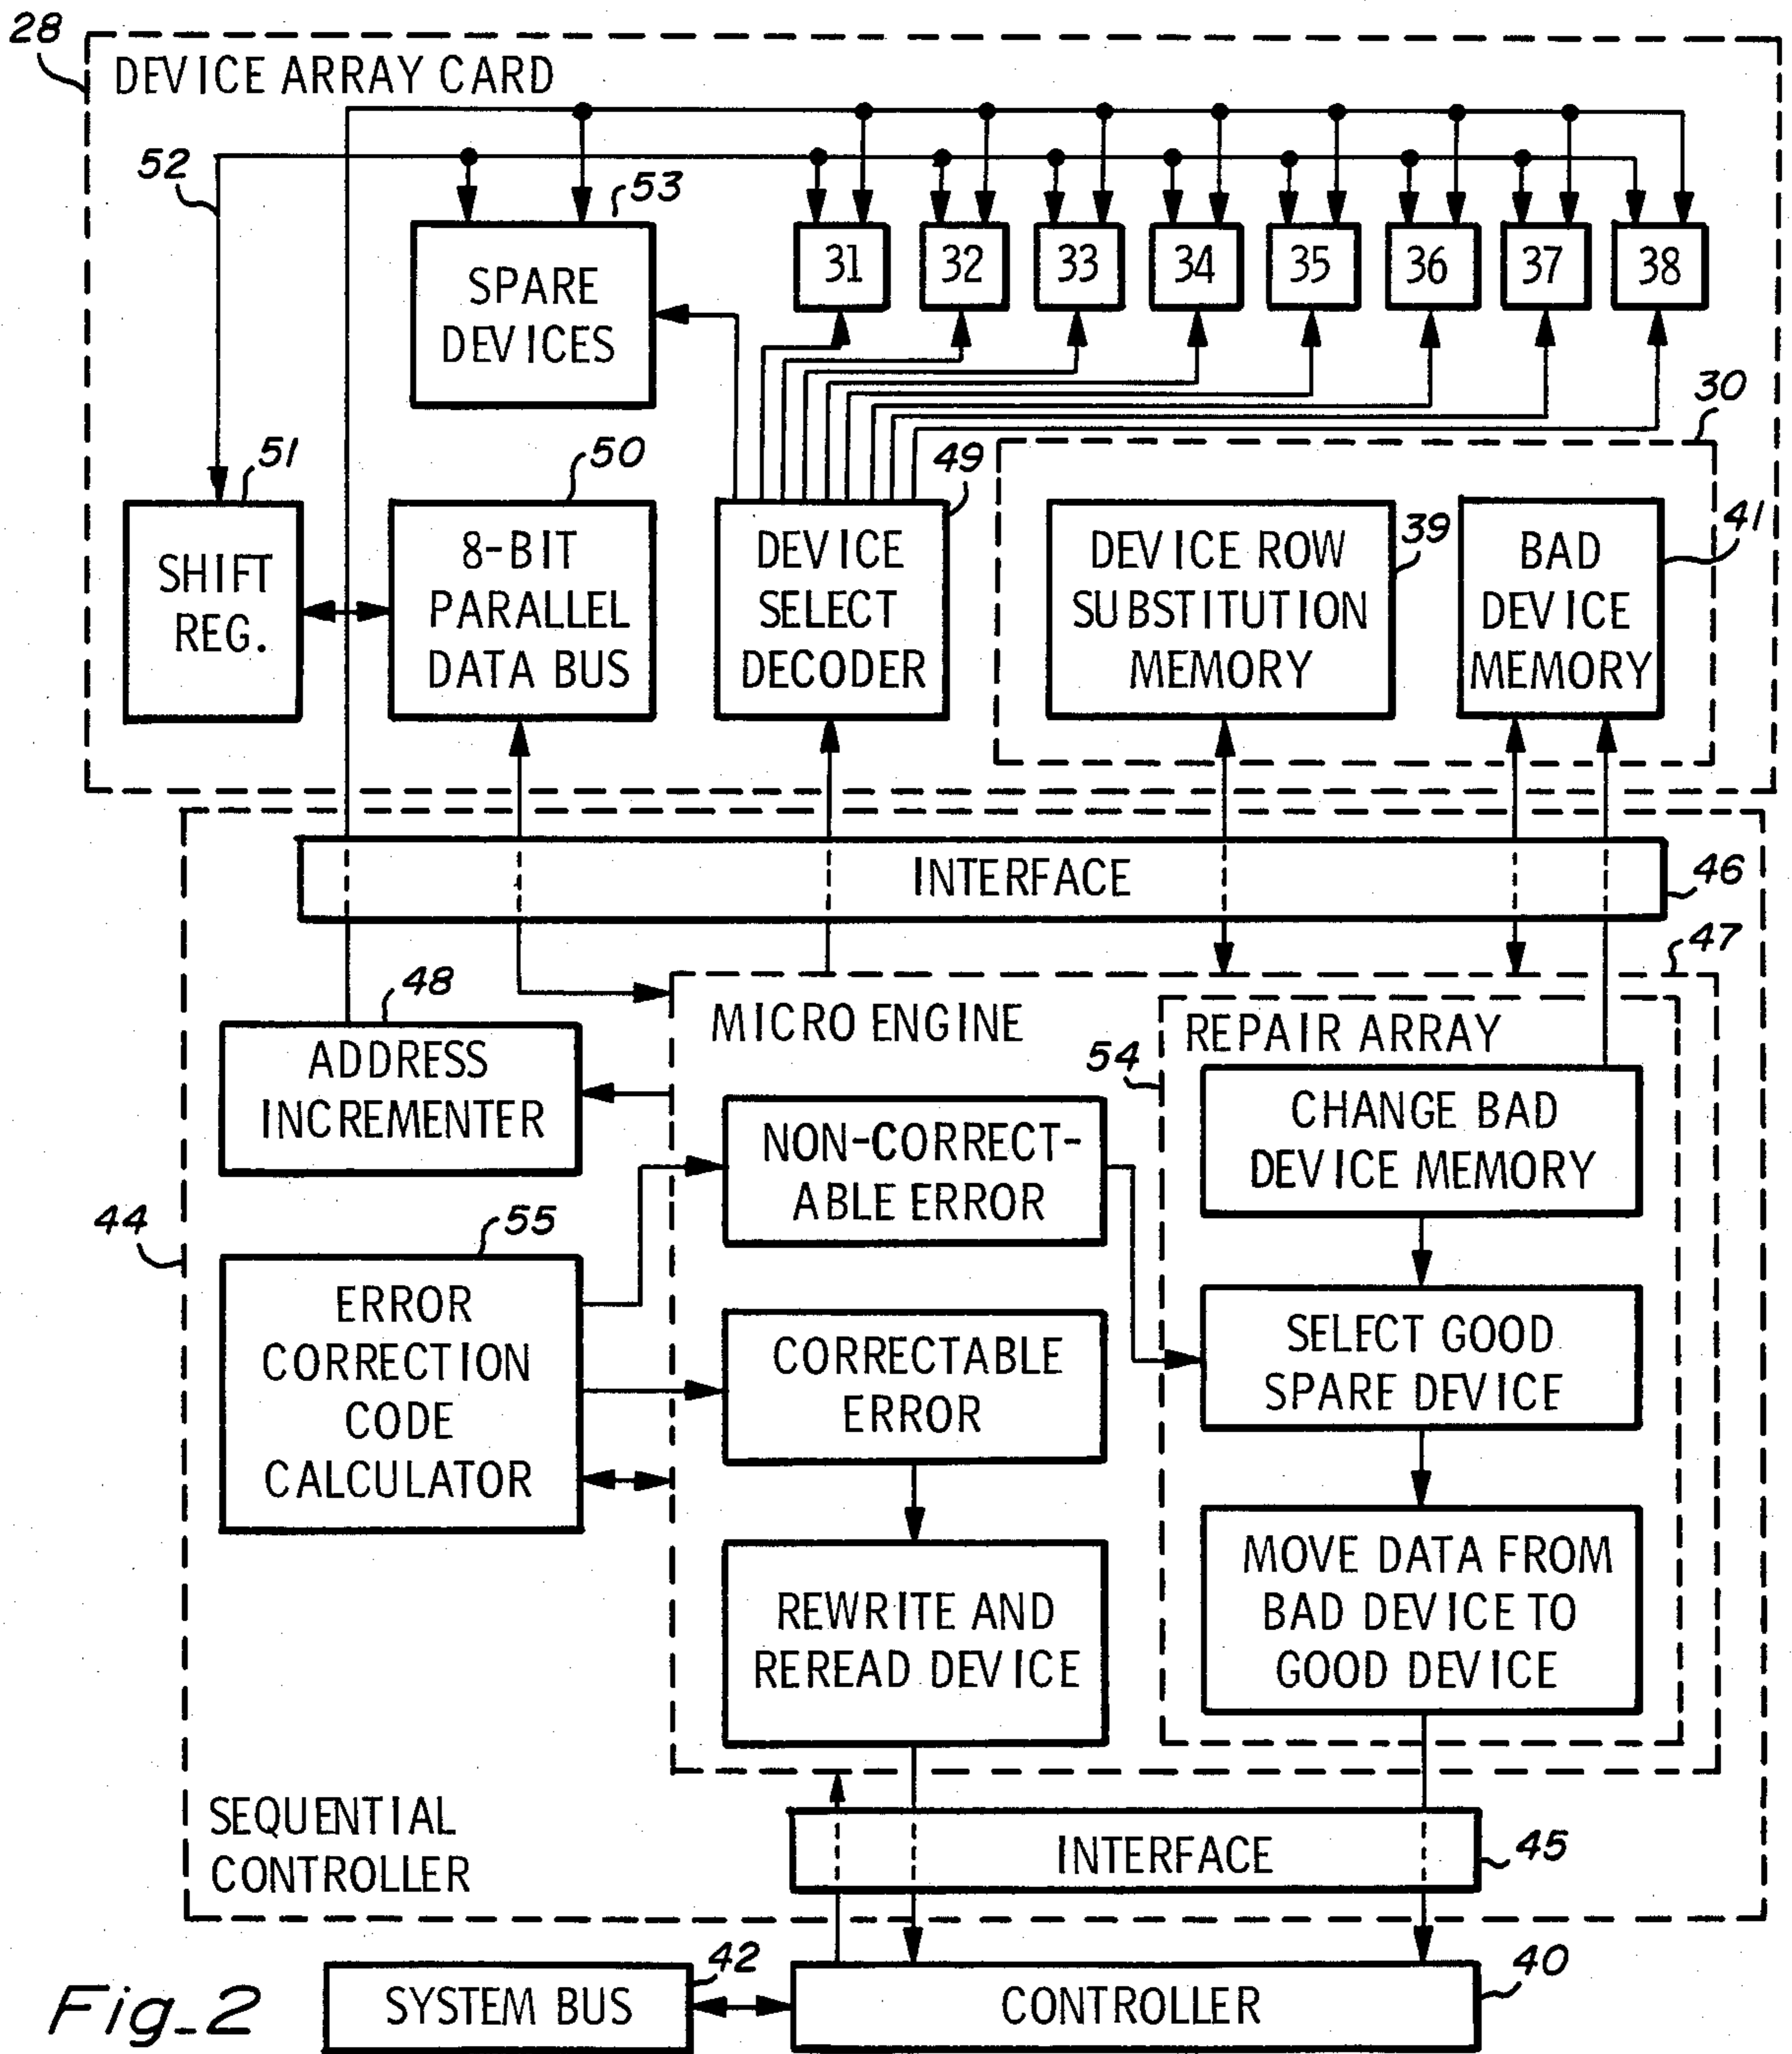 28
DEVICE ARRAY CARD
52
53
SPARE
DEVICES
31
32
33
34
35
36
37
38
30
51
SHIFT
REG.
50
8-BIT
PARALLEL
DATA BUS
49
DEVICE
SELECT
DECODER
39
DEVICE ROW
SUBSTITUTION
MEMORY
41
BAD
DEVICE
MEMORY
INTERFACE
46
47
48
ADDRESS
INCREMENTER
MICRO ENGINE
54
REPAIR ARRAY
CHANGE BAD
DEVICE MEMORY
NON-CORRECT-
ABLE ERROR
44
55
ERROR
CORRECTION
CODE
CALCULATOR
CORRECTABLE
ERROR
SELECT GOOD
SPARE DEVICE
REWRITE AND
REREAD DEVICE
MOVE DATA FROM
BAD DEVICE TO
GOOD DEVICE
SEQUENTIAL
CONTROLLER
INTERFACE
45
Fig_2
42
SYSTEM BUS
CONTROLLER
40